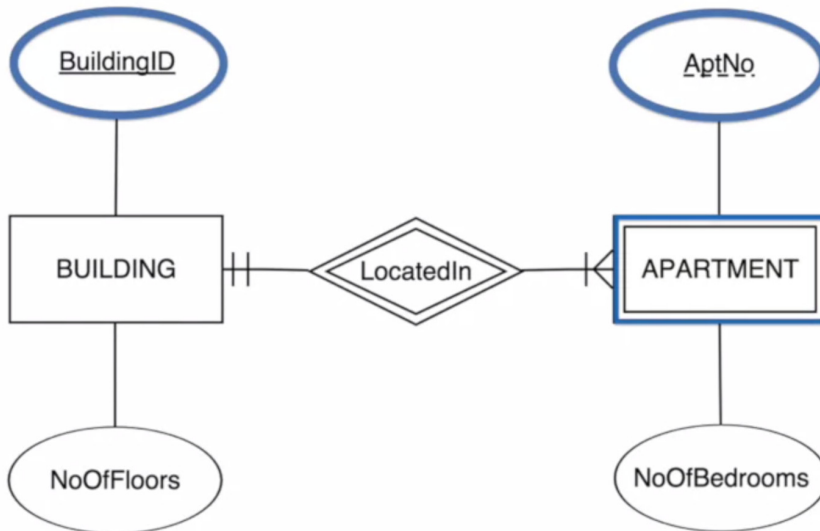 BuildingID
AptNo
BUILDING
LocatedIn
APARTMENT
NoOfFloors
NoOfBedrooms